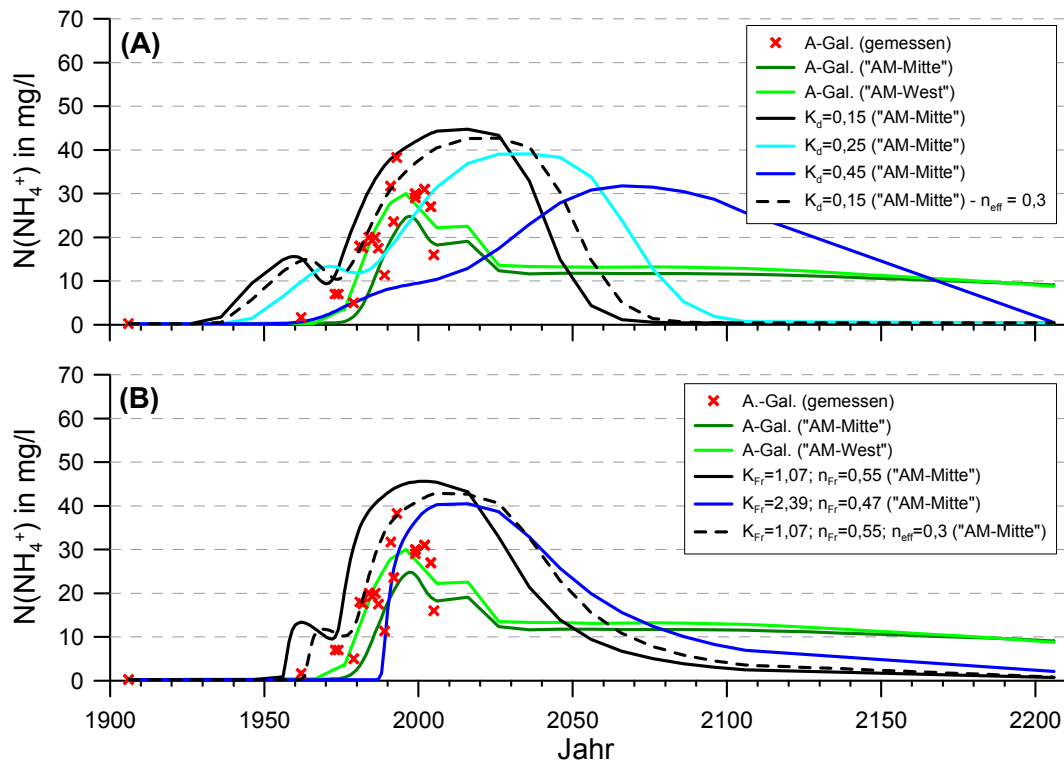 70
60
50
40
30
20
10
0
N(NH₄⁺) in mg/l
(A)
A-Gal. (gemessen)
A-Gal. ("AM-Mitte")
A-Gal. ("AM-West")
K_d=0,15 ("AM-Mitte")
K_d=0,25 ("AM-Mitte")
K_d=0,45 ("AM-Mitte")
K_d=0,15 ("AM-Mitte") - n_eff = 0,3
70
60
50
40
30
20
10
0
N(NH₄⁺) in mg/l
(B)
A.-Gal. (gemessen)
A-Gal. ("AM-Mitte")
A-Gal. ("AM-West")
K_Fr=1,07; n_Fr=0,55 ("AM-Mitte")
K_Fr=2,39; n_Fr=0,47 ("AM-Mitte")
K_Fr=1,07; n_Fr=0,55; n_eff=0,3 ("AM-Mitte")
1900 1950 2000 2050 2100 2150 2200
Jahr